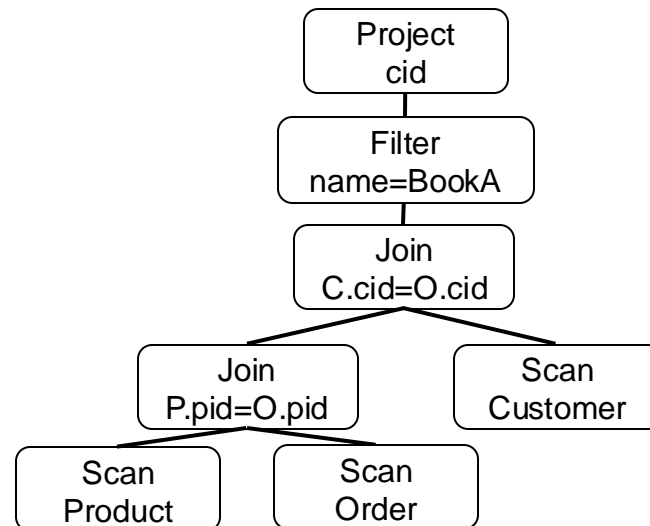 Project
cid
Filter
name=BookA
Join
C.cid=O.cid
Join
P.pid=O.pid
Scan
Customer
Scan
Product
Scan
Order